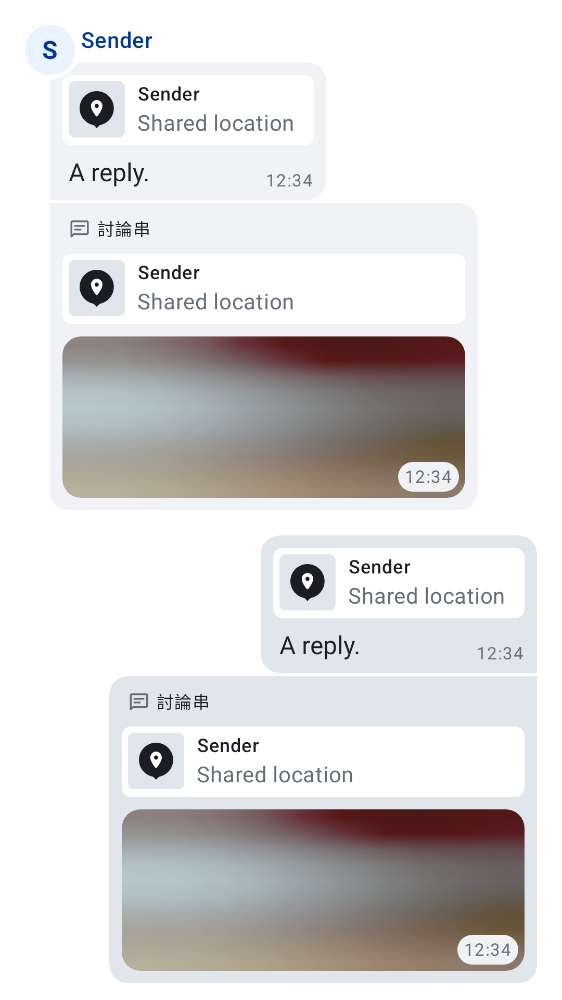 S
Sender
Sender
Shared location
A reply.
12:34
討論串
Sender
Shared location
12:34
Sender
Shared location
A reply.
12:34
討論串
Sender
Shared location
12:34